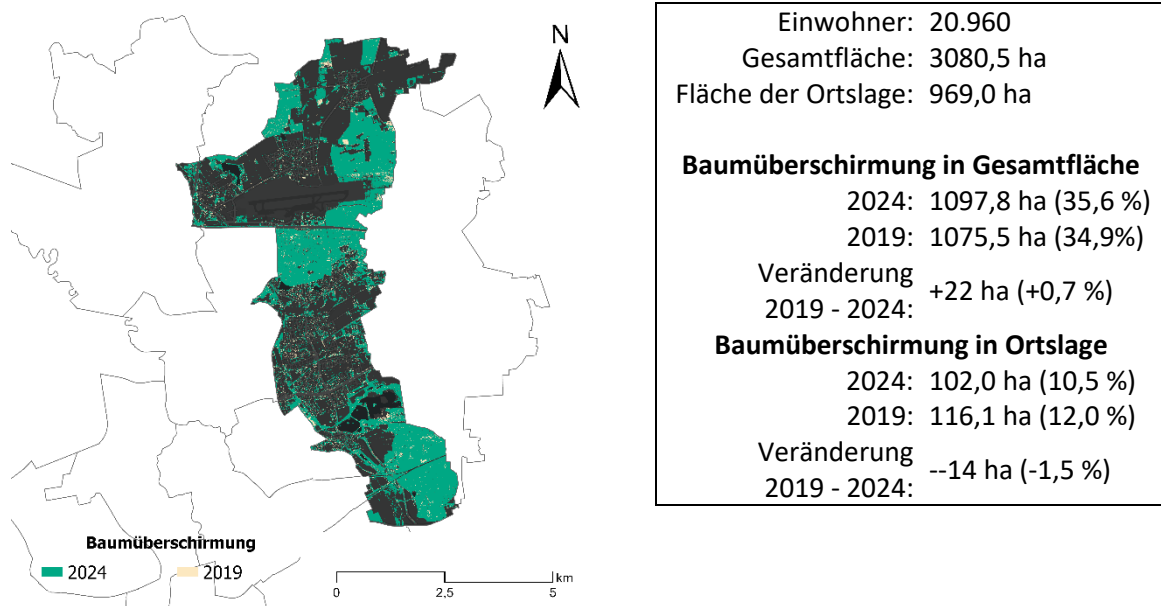 N
Baumüberschirmung
2024 2019
km
0 2,5 5
Einwohner: 20.960
Gesamtfläche: 3080,5 ha
Fläche der Ortslage: 969,0 ha
Baumüberschirmung in Gesamtfläche
2024: 1097,8 ha (35,6 %)
2019: 1075,5 ha (34,9%)
Veränderung
2019 - 2024: +22 ha (+0,7 %)
Baumüberschirmung in Ortslage
2024: 102,0 ha (10,5 %)
2019: 116,1 ha (12,0 %)
Veränderung
2019 - 2024: --14 ha (-1,5 %)